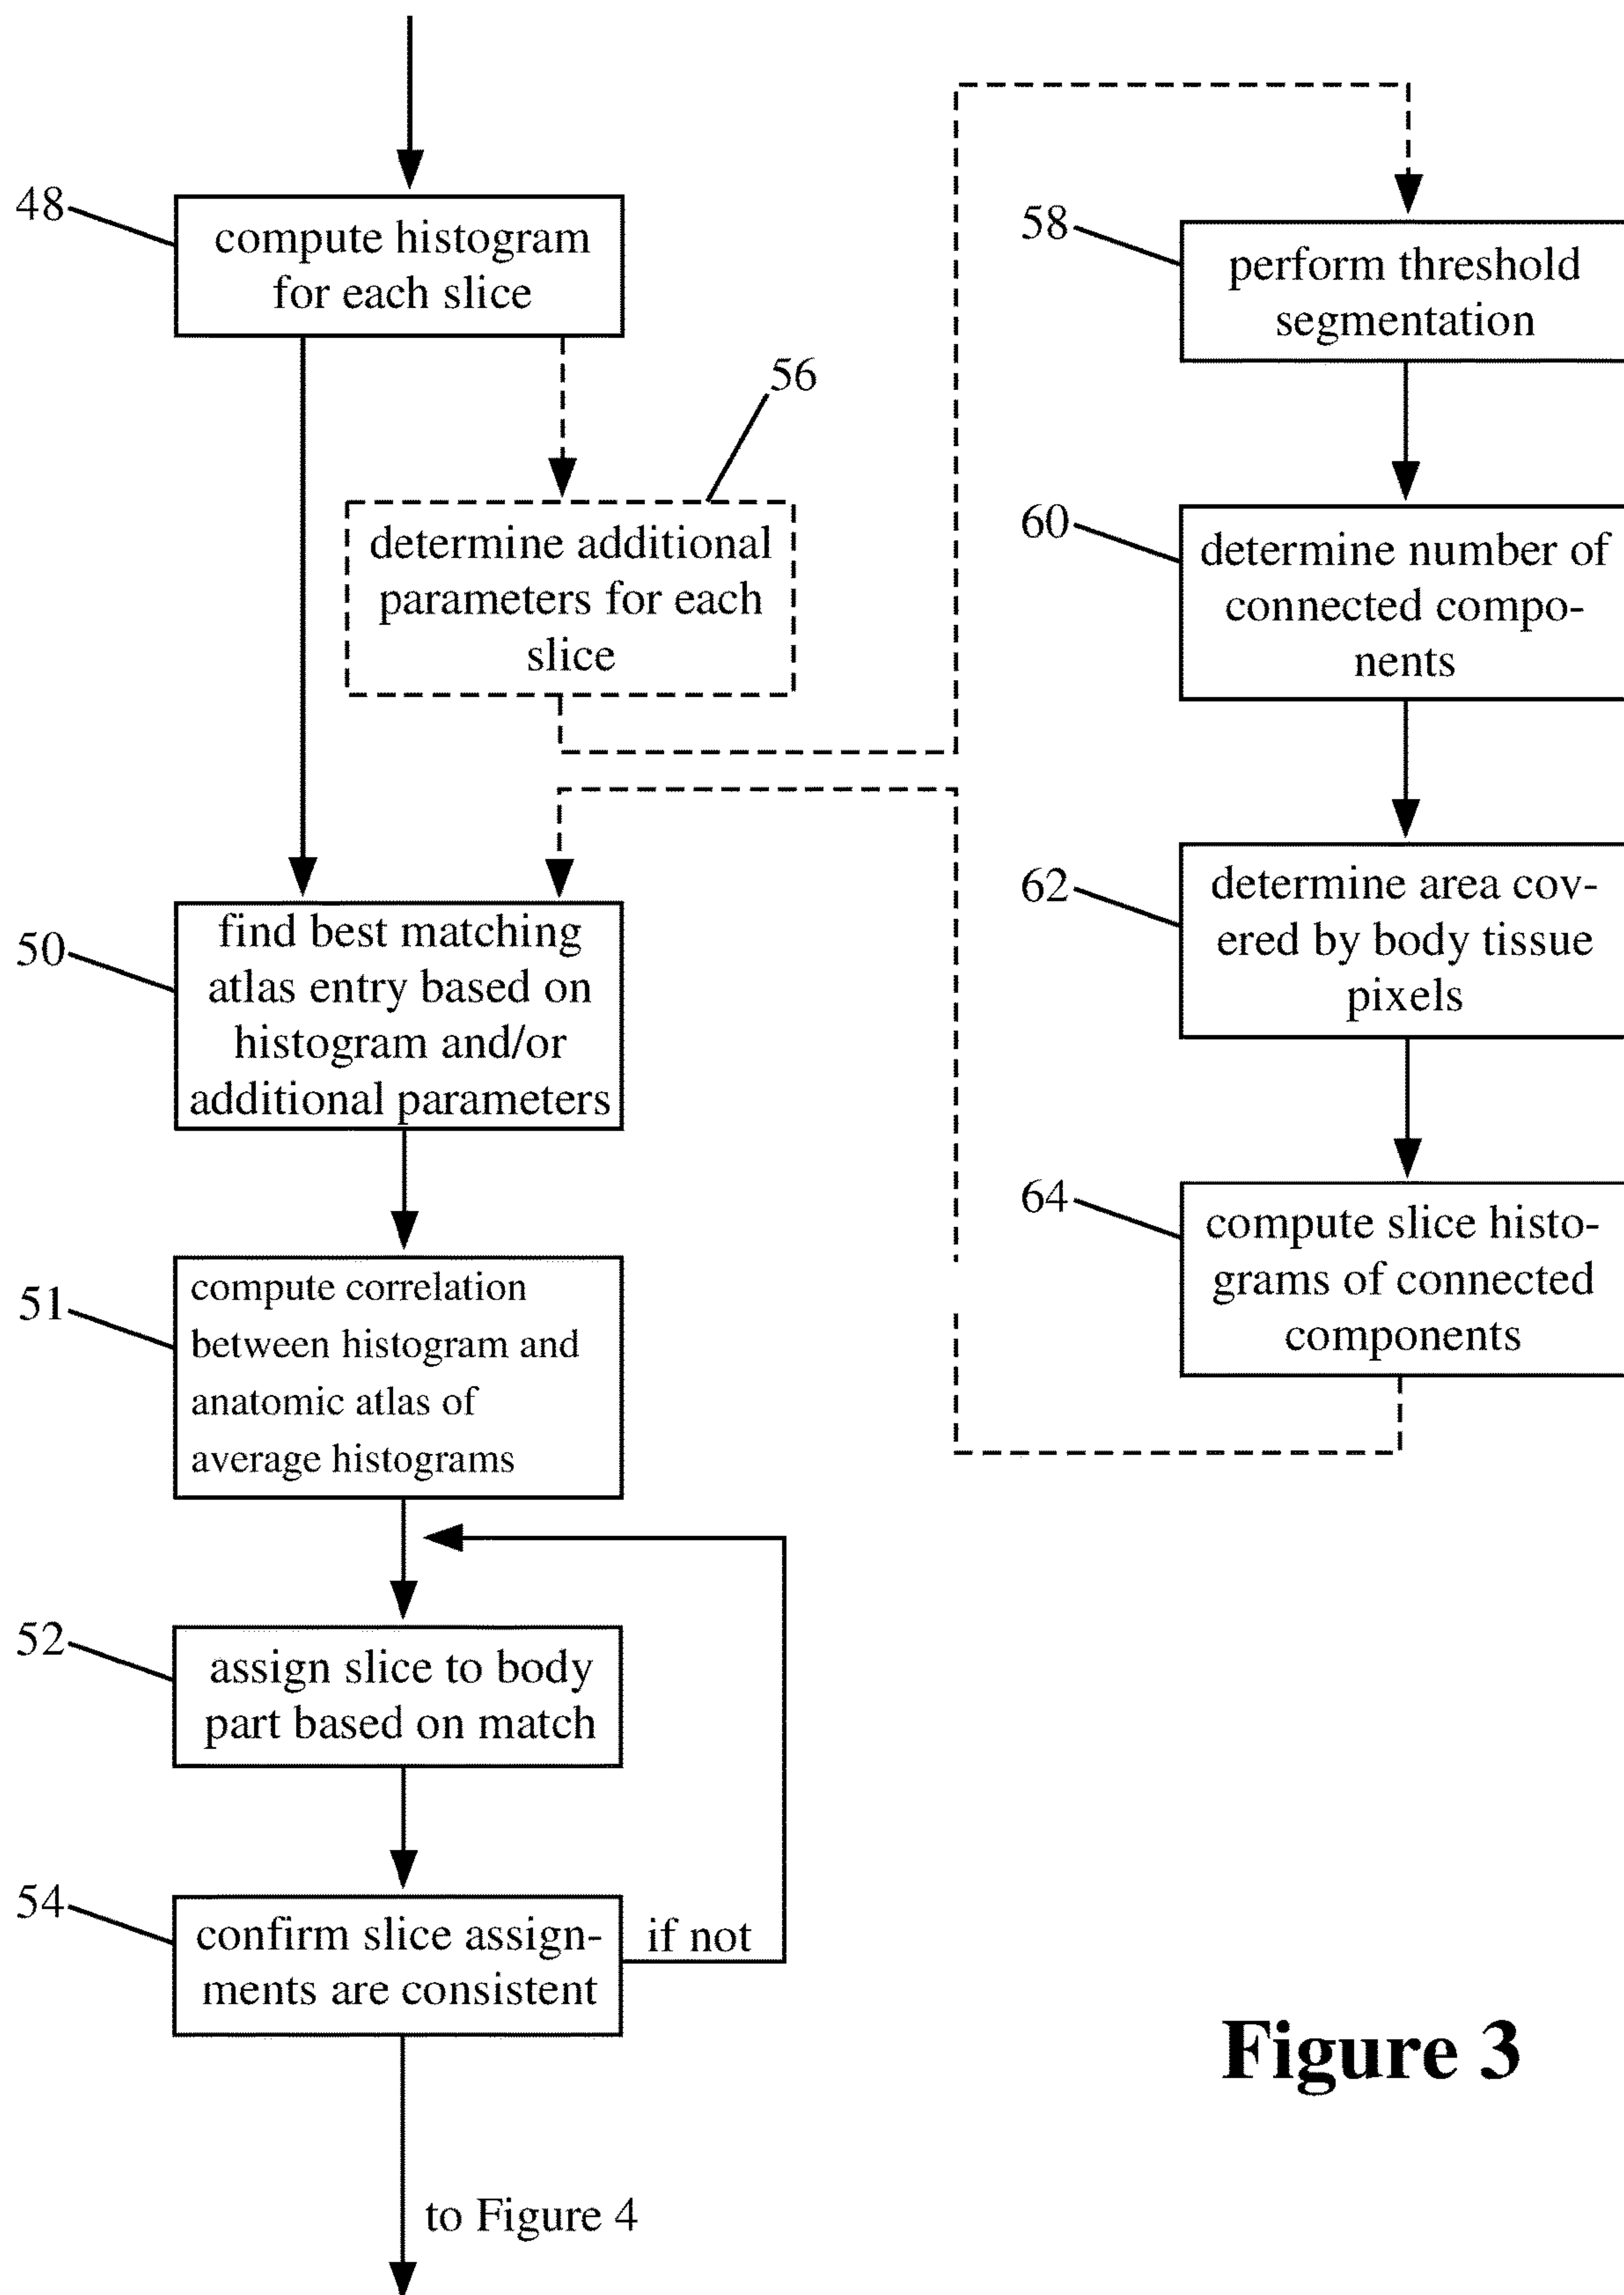 48
compute histogram
for each slice
56
determine additional
parameters for each
slice
50
find best matching
atlas entry based on
histogram and/or
additional parameters
51
compute correlation
between histogram and
anatomic atlas of
average histograms
52
assign slice to body
part based on match
54
confirm slice assign-
ments are consistent
if not
to Figure 4
58
perform threshold
segmentation
60
determine number of
connected compo-
nents
62
determine area cov-
ered by body tissue
pixels
64
compute slice histo-
grams of connected
components
Figure 3